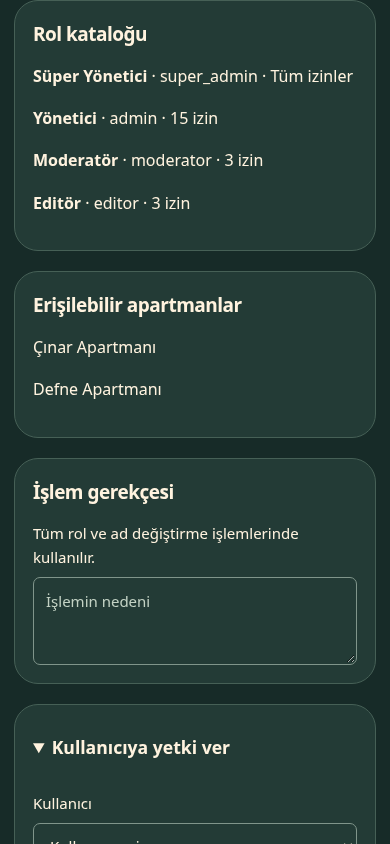 Rol kataloğu
Süper Yönetici · super_admin · Tüm izinler
Yönetici · admin · 15 izin
Moderatör · moderator · 3 izin
Editör · editor · 3 izin
Erişilebilir apartmanlar
Çınar Apartmanı
Defne Apartmanı
İşlem gerekçesi
Tüm rol ve ad değiştirme işlemlerinde
kullanılır.
İşlemin nedeni
▼ Kullanıcıya yetki ver
Kullanıcı